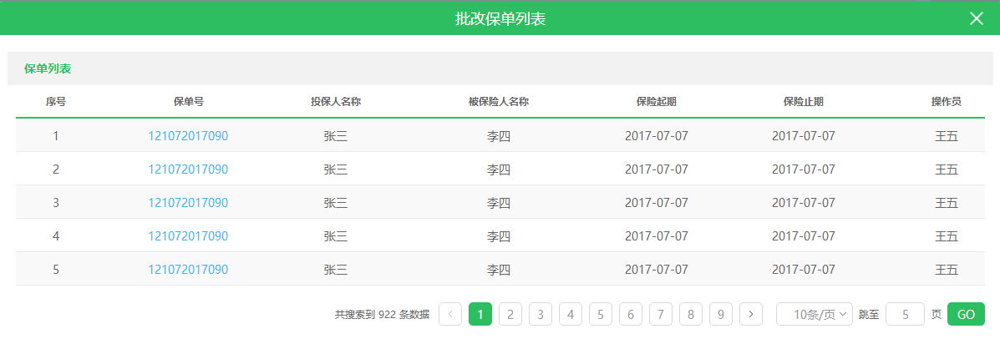 批改保单列表
保单列表
序号 保单号 投保人名称 被保险人名称 保险起期 保险止期 操作员
1 121072017090 张三 李四 2017-07-07 2017-07-07 王五
2 121072017090 张三 李四 2017-07-07 2017-07-07 王五
3 121072017090 张三 李四 2017-07-07 2017-07-07 王五
4 121072017090 张三 李四 2017-07-07 2017-07-07 王五
5 121072017090 张三 李四 2017-07-07 2017-07-07 王五
共搜索到 922 条数据 1 2 3 4 5 6 7 8 9 10条/页 跳至 5 页 GO